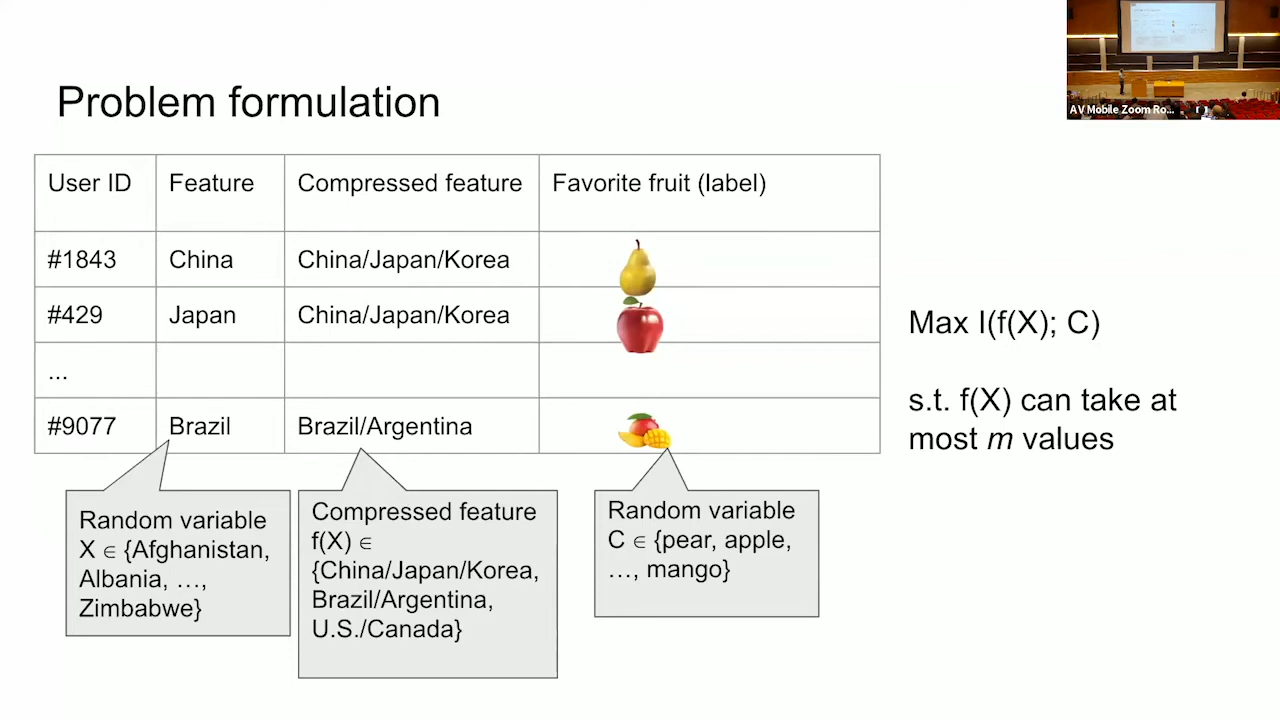 Problem formulation
User ID Feature Compressed feature Favorite fruit (label)
#1843 China China/Japan/Korea
#429 Japan China/Japan/Korea
...
#9077 Brazil Brazil/Argentina
Random variable
X ∈ {Afghanistan,
Albania, …,
Zimbabwe}
Compressed feature
f(X) ∈
{China/Japan/Korea,
Brazil/Argentina,
U.S./Canada}
Random variable
C ∈ {pear, apple,
…, mango}
Max I(f(X); C)
s.t. f(X) can take at
most m values
AV Mobile Zoom Ro...